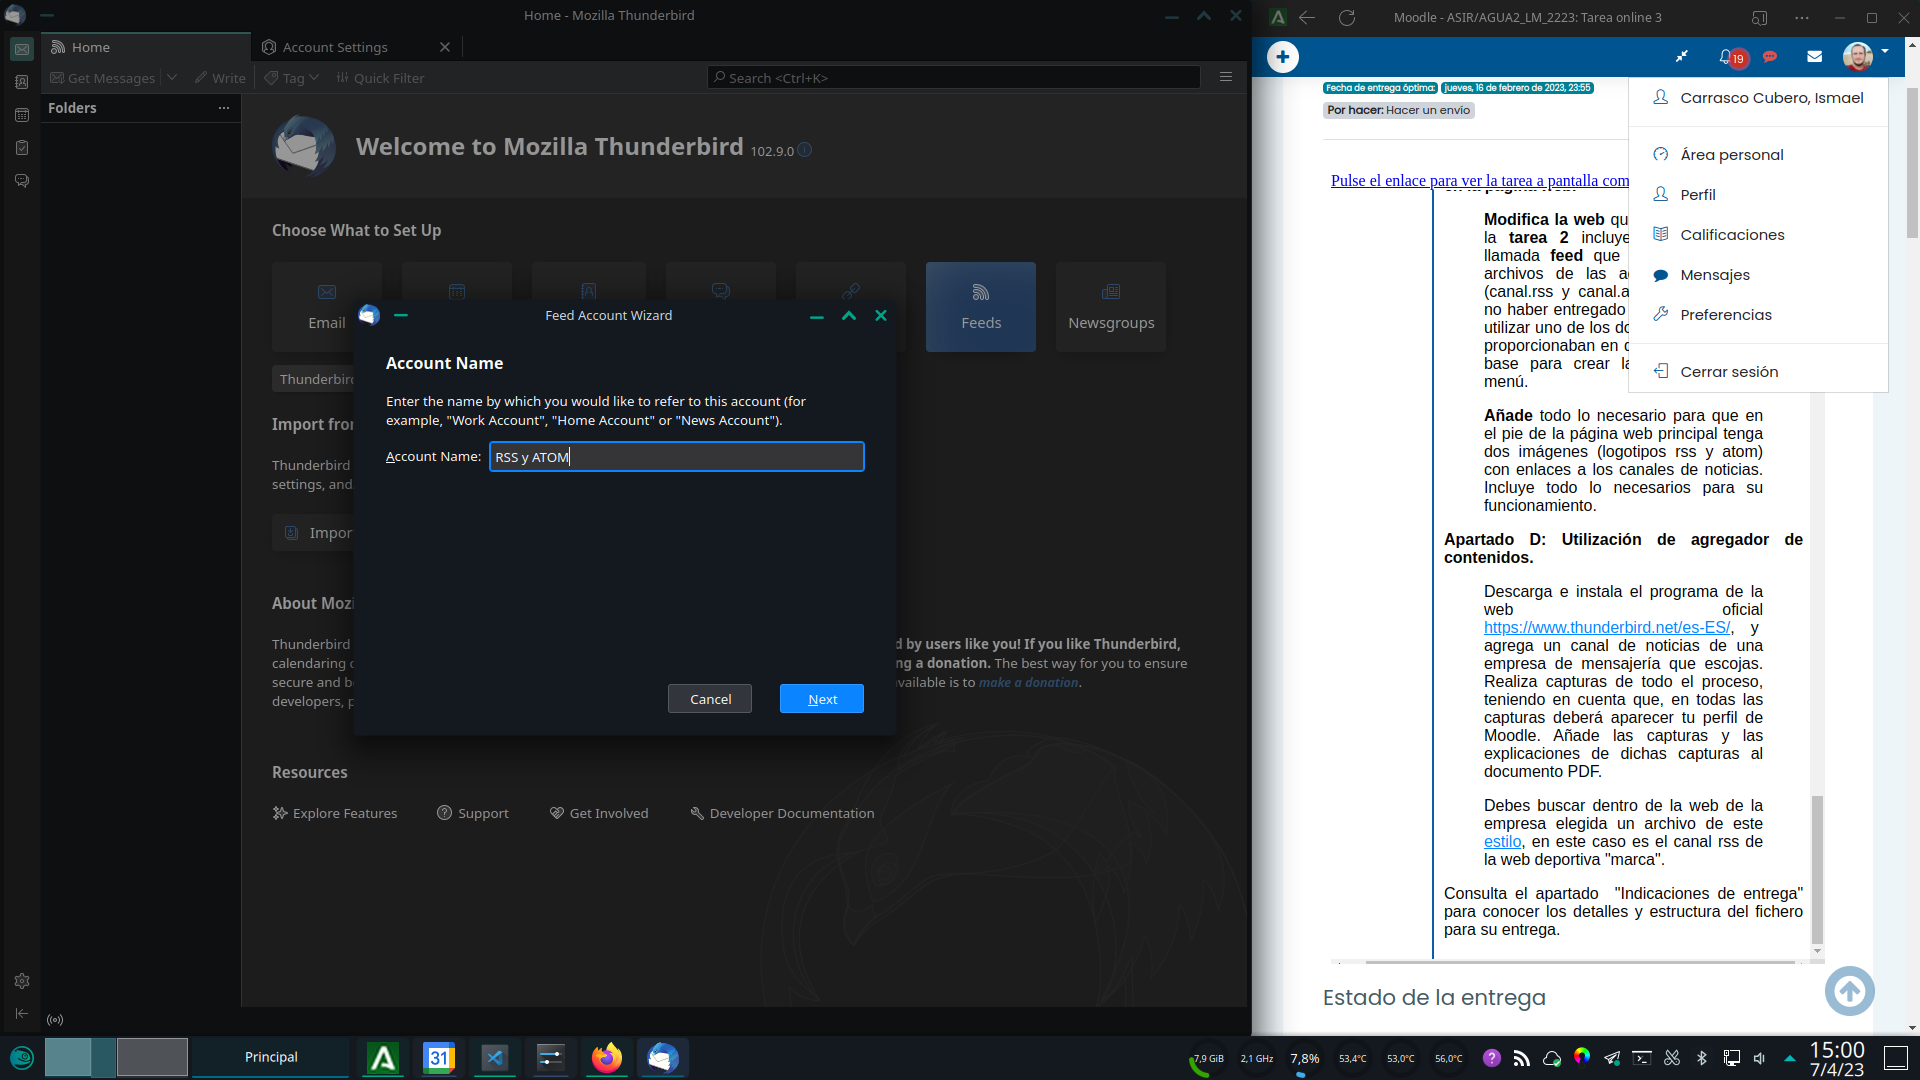 Home - Mozilla Thunderbird
Home
Account Settings
Get Messages
Write
Tag
Quick Filter
Search <Ctrl+K>
Folders
Welcome to Mozilla Thunderbird 102.9.0
Choose What to Set Up
Email
Feeds
Newsgroups
Thunderbird
Import from
Thunderbird
settings, and
Impor
About Mozi
Thunderbird
d by users like you! If you like Thunderbird,
calendaring
ng a donation. The best way for you to ensure
secure and b
vailable is to make a donation.
developers, p
Resources
Explore Features
Support
Get Involved
Developer Documentation
Feed Account Wizard
Account Name
Enter the name by which you would like to refer to this account (for
example, "Work Account", "Home Account" or "News Account").
Account Name: RSS y ATOM
Cancel
Next
Moodle - ASIR/AGUA2_LM_2223: Tarea online 3
19
Fecha de entrega óptima: jueves, 16 de febrero de 2023, 23:55
Por hacer: Hacer un envío
Pulse el enlace para ver la tarea a pantalla com
Carrasco Cubero, Ismael
Área personal
Perfil
Calificaciones
Mensajes
Preferencias
Cerrar sesión
Modifica la web qu
la tarea 2 incluye
llamada feed que
archivos de las a
(canal.rss y canal.a
no haber entregado
utilizar uno de los do
proporcionaban en d
base para crear la
menú.
Añade todo lo necesario para que en
el pie de la página web principal tenga
dos imágenes (logotipos rss y atom)
con enlaces a los canales de noticias.
Incluye todo lo necesarios para su
funcionamiento.
Apartado D: Utilización de agregador de
contenidos.
Descarga e instala el programa de la
web oficial
https://www.thunderbird.net/es-ES/, y
agrega un canal de noticias de una
empresa de mensajería que escojas.
Realiza capturas de todo el proceso,
teniendo en cuenta que, en todas las
capturas deberá aparecer tu perfil de
Moodle. Añade las capturas y las
explicaciones de dichas capturas al
documento PDF.
Debes buscar dentro de la web de la
empresa elegida un archivo de este
estilo, en este caso es el canal rss de
la web deportiva "marca".
Consulta el apartado "Indicaciones de entrega"
para conocer los detalles y estructura del fichero
para su entrega.
Estado de la entrega
Principal
31
7,9 GiB
2,1 GHz
7,8%
53,4°C
53,0°C
56,0°C
15:00
7/4/23